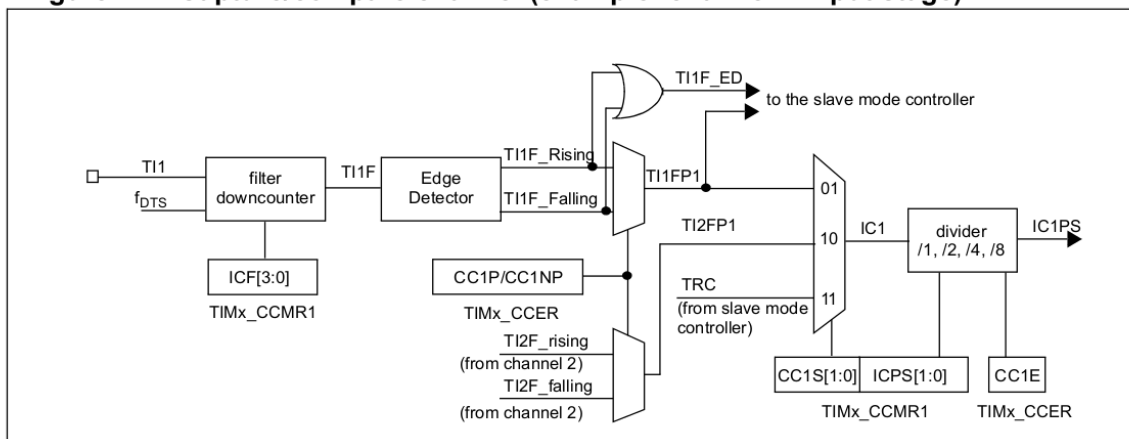 TI1F_ED
to the slave mode controller
TI1F_Rising
TI1
filter
downcounter
TI1F
Edge
Detector
TI1FP1
01
fDTS
TI1F_Falling
TI2FP1
10
IC1
divider
/1, /2, /4, /8
IC1PS
ICF[3:0]
TIMx_CCMR1
CC1P/CC1NP
TIMx_CCER
TRC
(from slave mode
controller)
11
TI2F_rising
(from channel 2)
TI2F_falling
(from channel 2)
CC1S[1:0]
ICPS[1:0]
CC1E
TIMx_CCMR1
TIMx_CCER